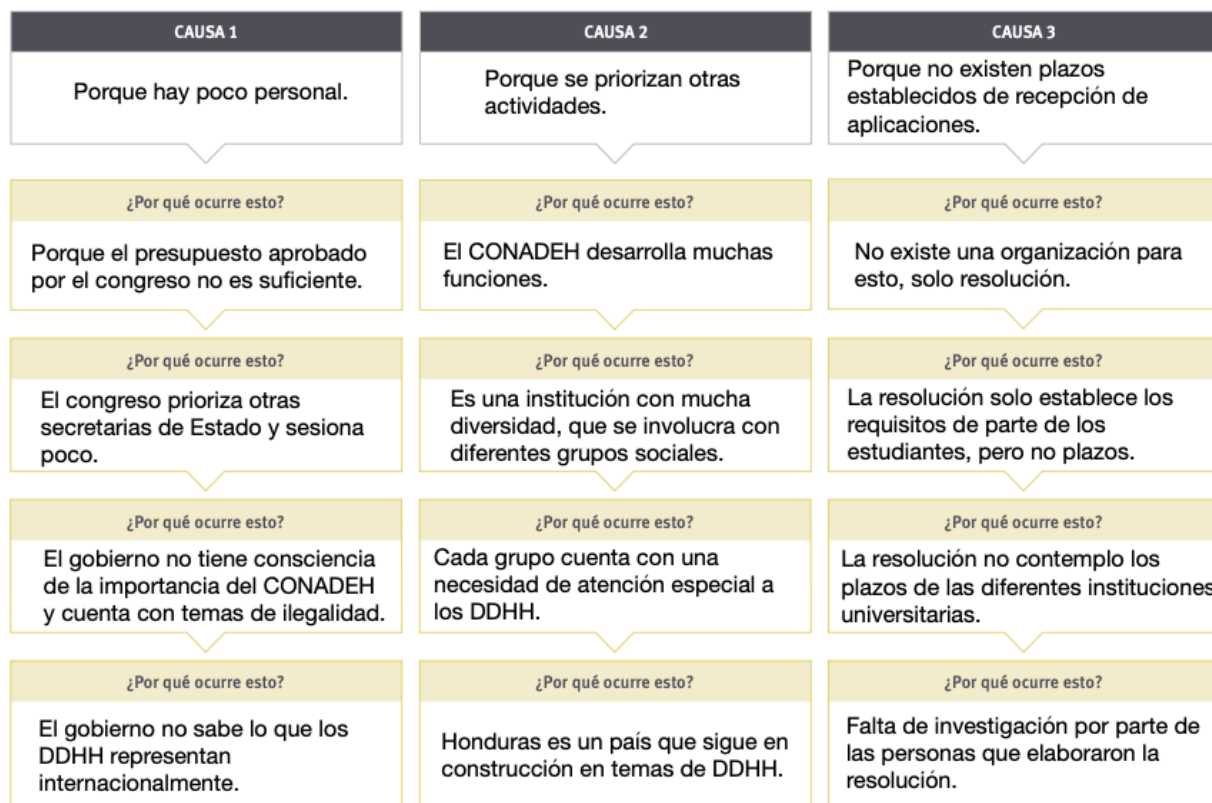 CAUSA 1
Porque hay poco personal.
¿Por qué ocurre esto?
Porque el presupuesto aprobado
por el congreso no es suficiente.
¿Por qué ocurre esto?
El congreso prioriza otras
secretarias de Estado y sesiona
poco.
¿Por qué ocurre esto?
El gobierno no tiene consciencia
de la importancia del CONADEH
y cuenta con temas de ilegalidad.
¿Por qué ocurre esto?
El gobierno no sabe lo que los
DDHH representan
internacionalmente.
CAUSA 2
Porque se priorizan otras
actividades.
¿Por qué ocurre esto?
El CONADEH desarrolla muchas
funciones.
¿Por qué ocurre esto?
Es una institución con mucha
diversidad, que se involucra con
diferentes grupos sociales.
¿Por qué ocurre esto?
Cada grupo cuenta con una
necesidad de atención especial a
los DDHH.
¿Por qué ocurre esto?
Honduras es un país que sigue en
construcción en temas de DDHH.
CAUSA 3
Porque no existen plazos
establecidos de recepción de
aplicaciones.
¿Por qué ocurre esto?
No existe una organización para
esto, solo resolución.
¿Por qué ocurre esto?
La resolución solo establece los
requisitos de parte de los
estudiantes, pero no plazos.
¿Por qué ocurre esto?
La resolución no contemplo los
plazos de las diferentes instituciones
universitarias.
¿Por qué ocurre esto?
Falta de investigación por parte de
las personas que elaboraron la
resolución.